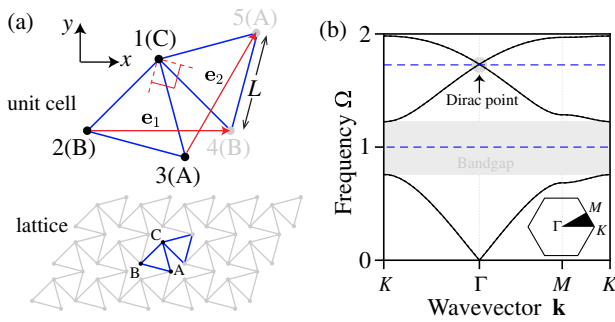 (a)
y
x
5(A)
1(C)
e₂
L
unit cell
e₁
2(B)
4(B)
3(A)
lattice
C
B
A
(b)
Frequency Ω
2
1
0
Dirac point
Bandgap
Γ
M
K
K Γ M K
Wavevector k